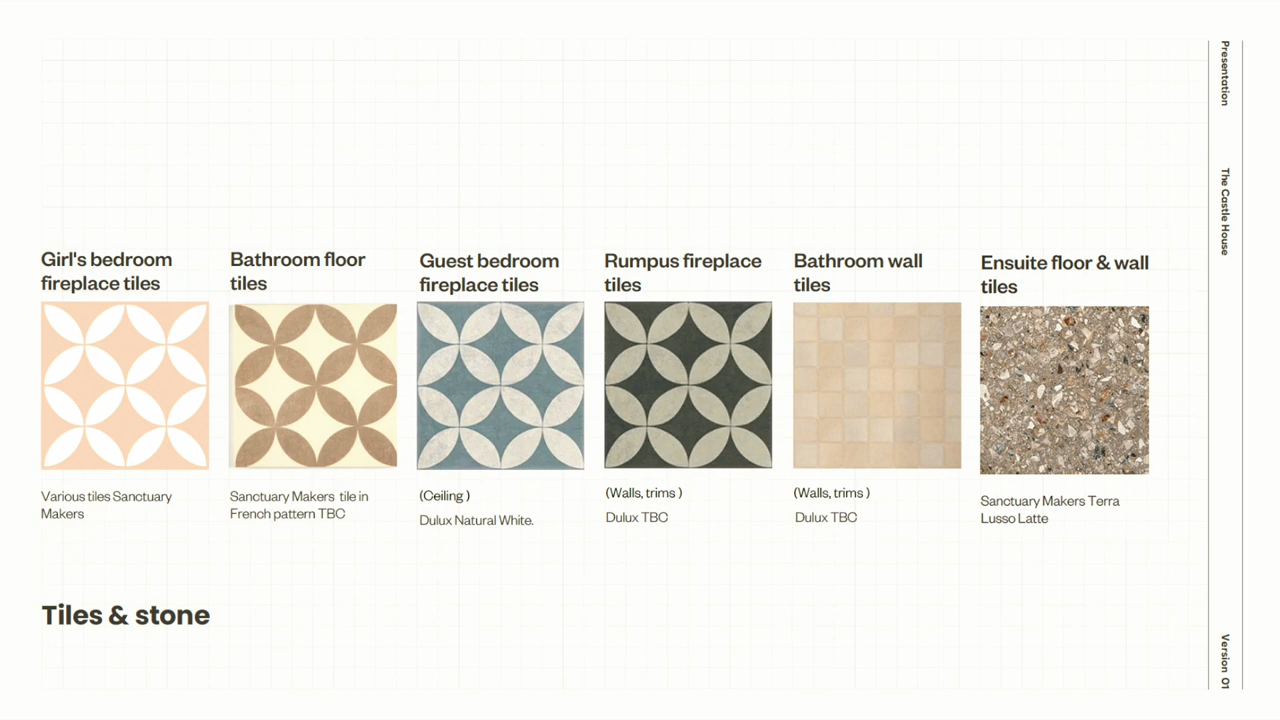 Girl's bedroom
fireplace tiles
Various tiles Sanctuary
Makers
Bathroom floor
tiles
Sanctuary Makers tile in
French pattern TBC
Guest bedroom
fireplace tiles
(Ceiling )
Dulux Natural White.
Rumpus fireplace
tiles
(Walls, trims )
Dulux TBC
Bathroom wall
tiles
(Walls, trims )
Dulux TBC
Ensuite floor & wall
tiles
Sanctuary Makers Terra
Lusso Latte
Tiles & stone
Presentation
The Castle House
Version 01